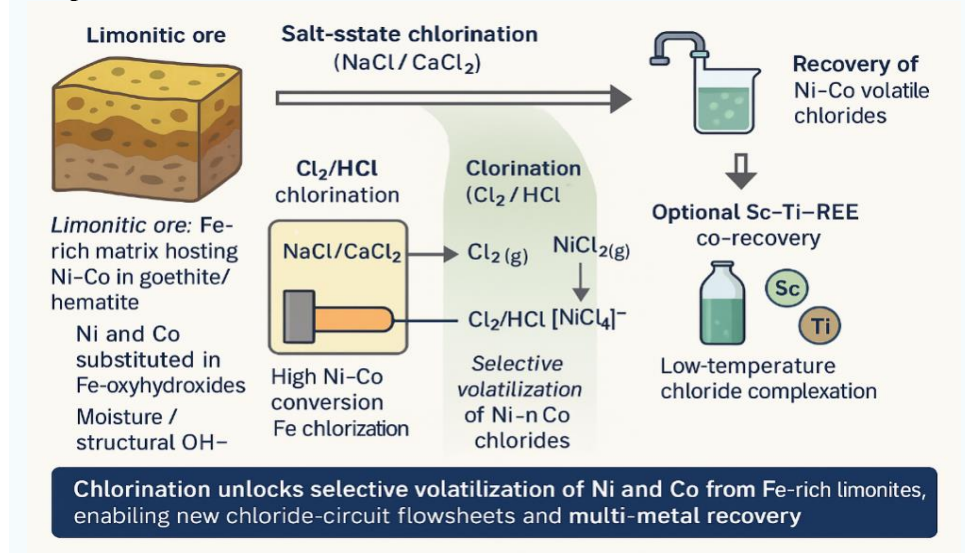 Limonitic ore
Salt-sstate chlorination
(NaCl / CaCl₂)
Recovery of
Ni–Co volatile
chlorides
Limonitic ore: Fe-
rich matrix hosting
Ni-Co in goethite/
hematite
Ni and Co
substituted in
Fe-oxyhydroxides
Moisture /
structural OH–
Cl₂/HCl
chlorination
NaCl/CaCl₂
High Ni–Co
conversion
Fe chlorization
Clorination
(Cl₂ / HCl
Cl₂ (g)
NiCl₂(g)
Cl₂/HCl [NiCl₄]⁻
Selective
volatilization
of Ni-n Co
chlorides
Optional Sc–Ti–REE
co-recovery
Sc
Ti
Low-temperature
chloride complexation
Chlorination unlocks selective volatilization of Ni and Co from Fe-rich limonites,
enabiling new chloride-circuit flowsheets and multi-metal recovery